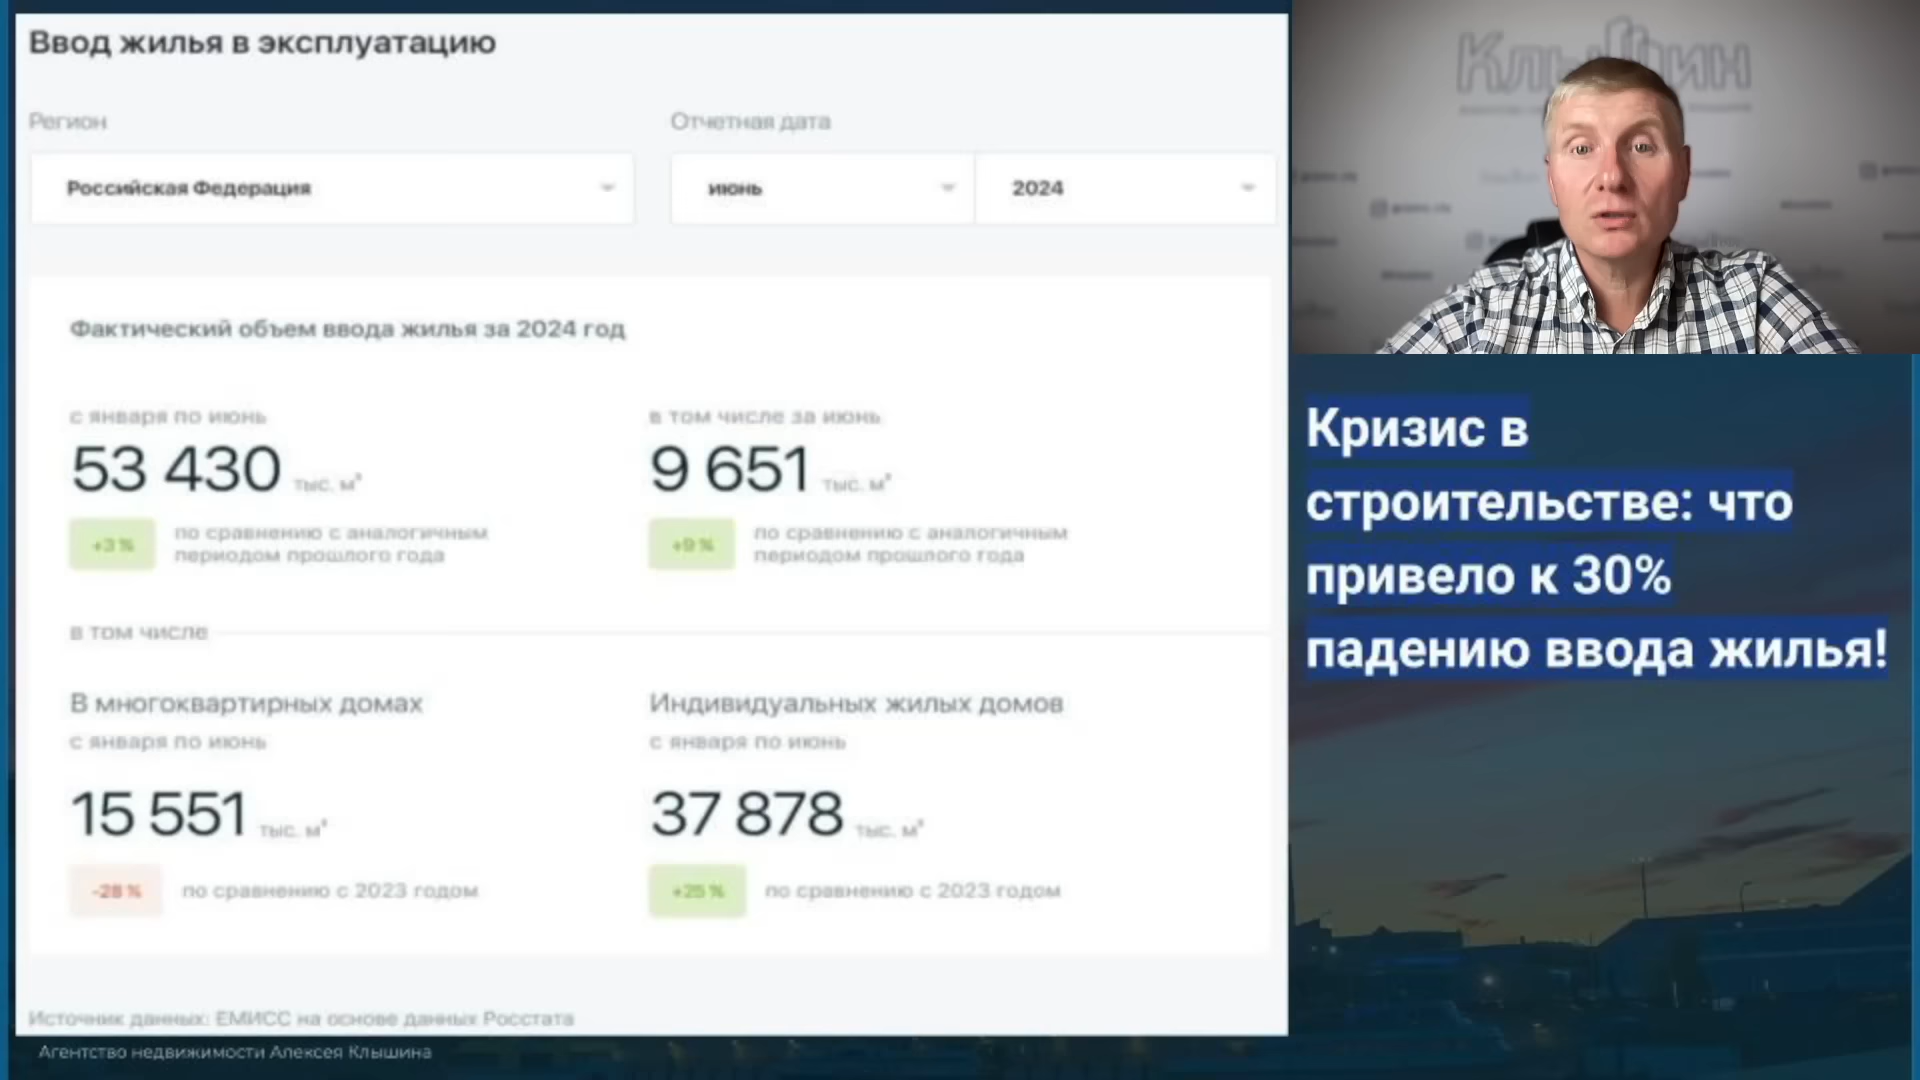 Ввод жилья в эксплуатацию
Регион
Отчетная дата
Российская Федерация
июнь
2024
Фактический объем ввода жилья за 2024 год
с января по июнь
53 430 тыс. м²
+3 %
по сравнению с аналогичным
периодом прошлого года
в том числе за июнь
9 651 тыс. м²
+9 %
по сравнению с аналогичным
периодом прошлого года
в том числе
В многоквартирных домах
с января по июнь
15 551 тыс. м²
-28 %
по сравнению с 2023 годом
Индивидуальных жилых домов
с января по июнь
37 878 тыс. м²
+25 %
по сравнению с 2023 годом
Источник данных: ЕМИСС на основе данных Росстата
Агентство недвижимости Алексея Клышина
Кризис в
строительстве: что
привело к 30%
падению ввода жилья!